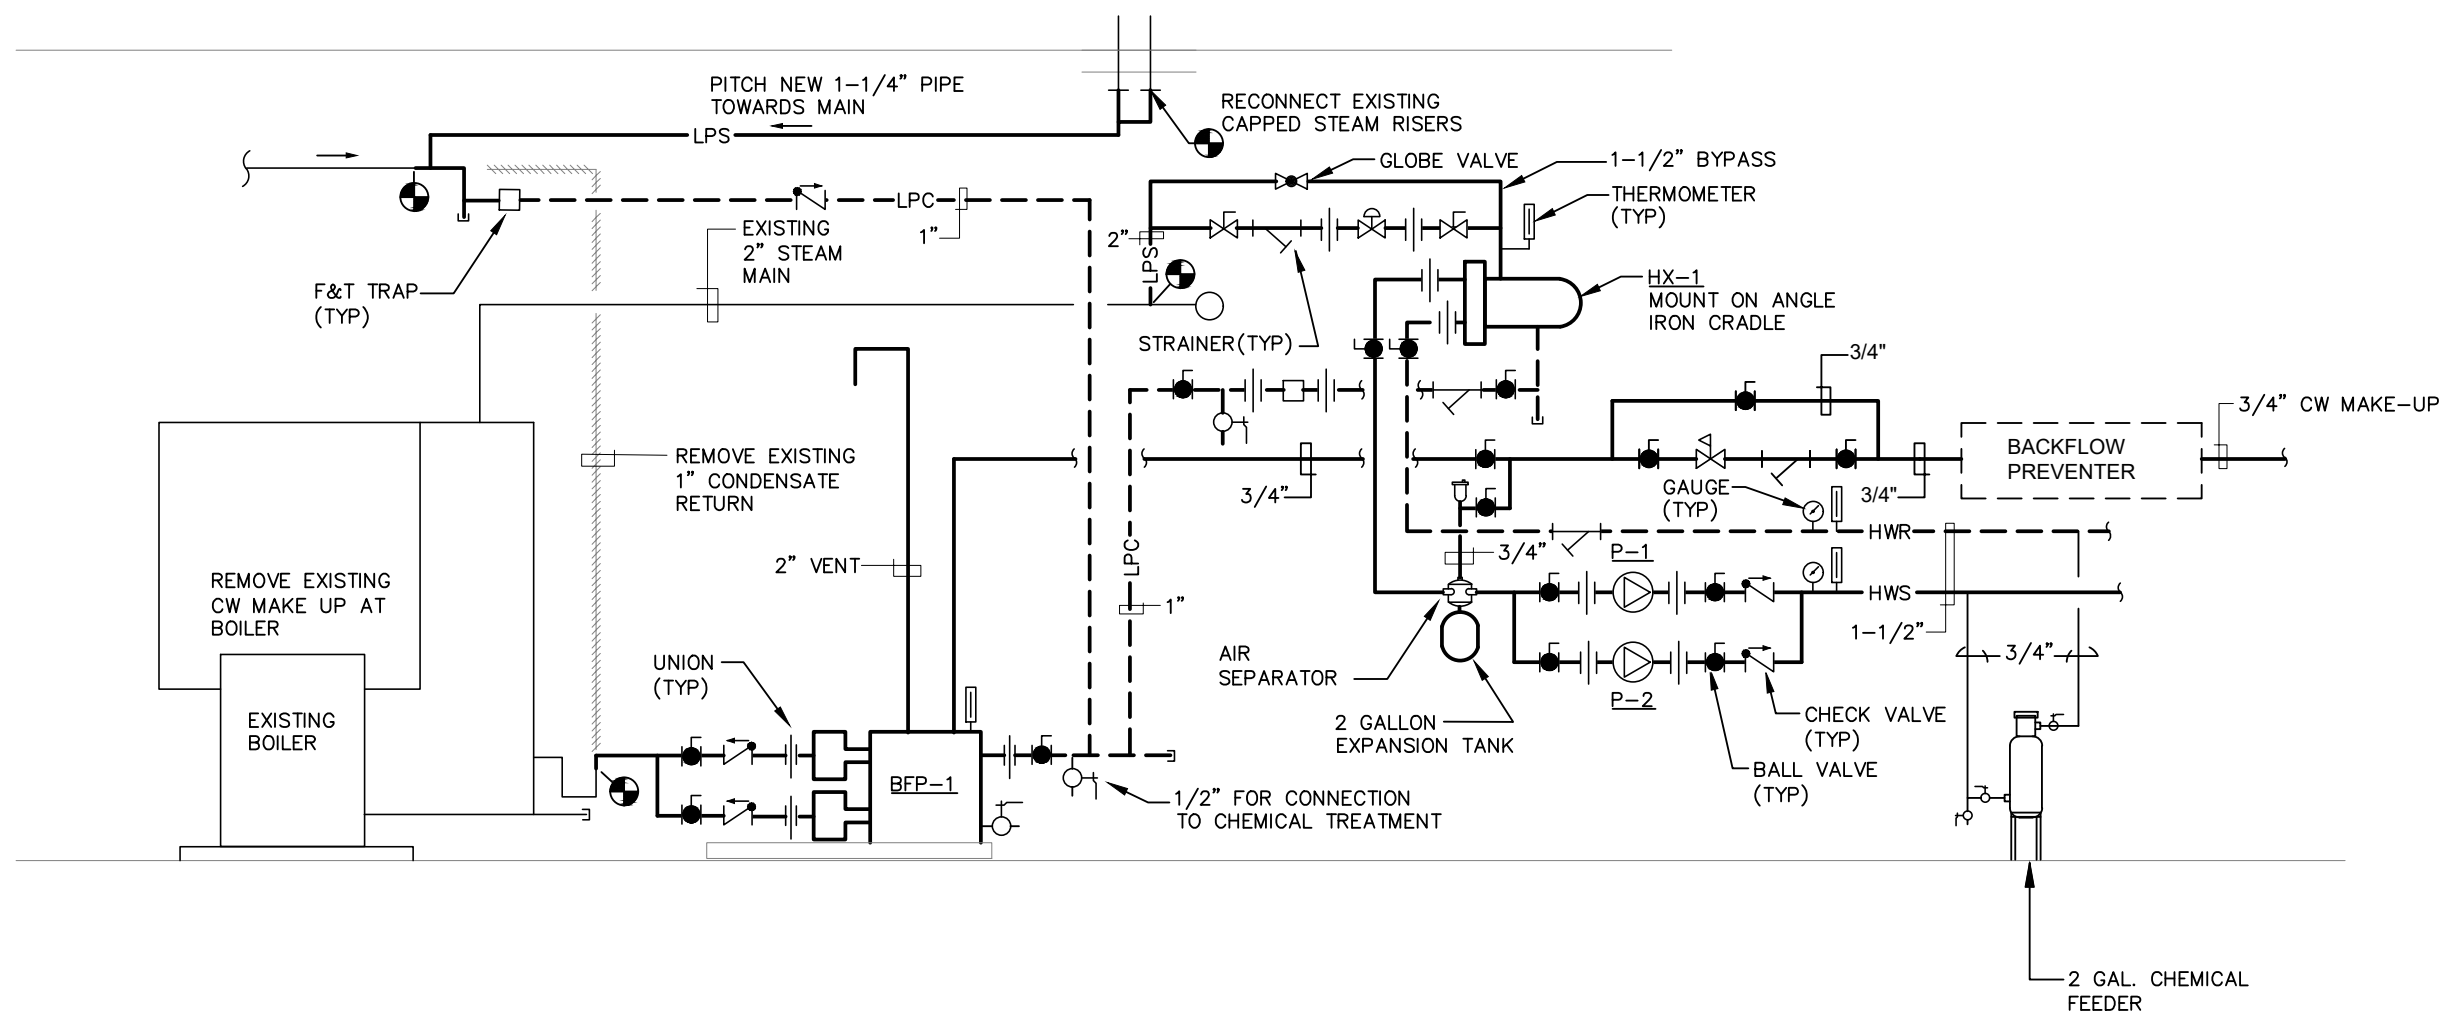 PITCH NEW 1-1/4" PIPE
TOWARDS MAIN
LPS
RECONNECT EXISTING
CAPPED STEAM RISERS
GLOBE VALVE
1-1/2" BYPASS
THERMOMETER
(TYP)
LPC
1"
EXISTING
2" STEAM
MAIN
2"
LPS
F&T TRAP
(TYP)
HX-1
MOUNT ON ANGLE
IRON CRADLE
STRAINER(TYP)
3/4"
3/4" CW MAKE-UP
BACKFLOW
PREVENTER
REMOVE EXISTING
1" CONDENSATE
RETURN
3/4"
GAUGE
(TYP)
3/4"
HWR
2" VENT
LPC
3/4"
P-1
REMOVE EXISTING
CW MAKE UP AT
BOILER
1"
HWS
1-1/2"
3/4"
UNION
(TYP)
AIR
SEPARATOR
P-2
EXISTING
BOILER
2 GALLON
EXPANSION TANK
CHECK VALVE
(TYP)
BALL VALVE
(TYP)
BFP-1
1/2" FOR CONNECTION
TO CHEMICAL TREATMENT
2 GAL. CHEMICAL
FEEDER